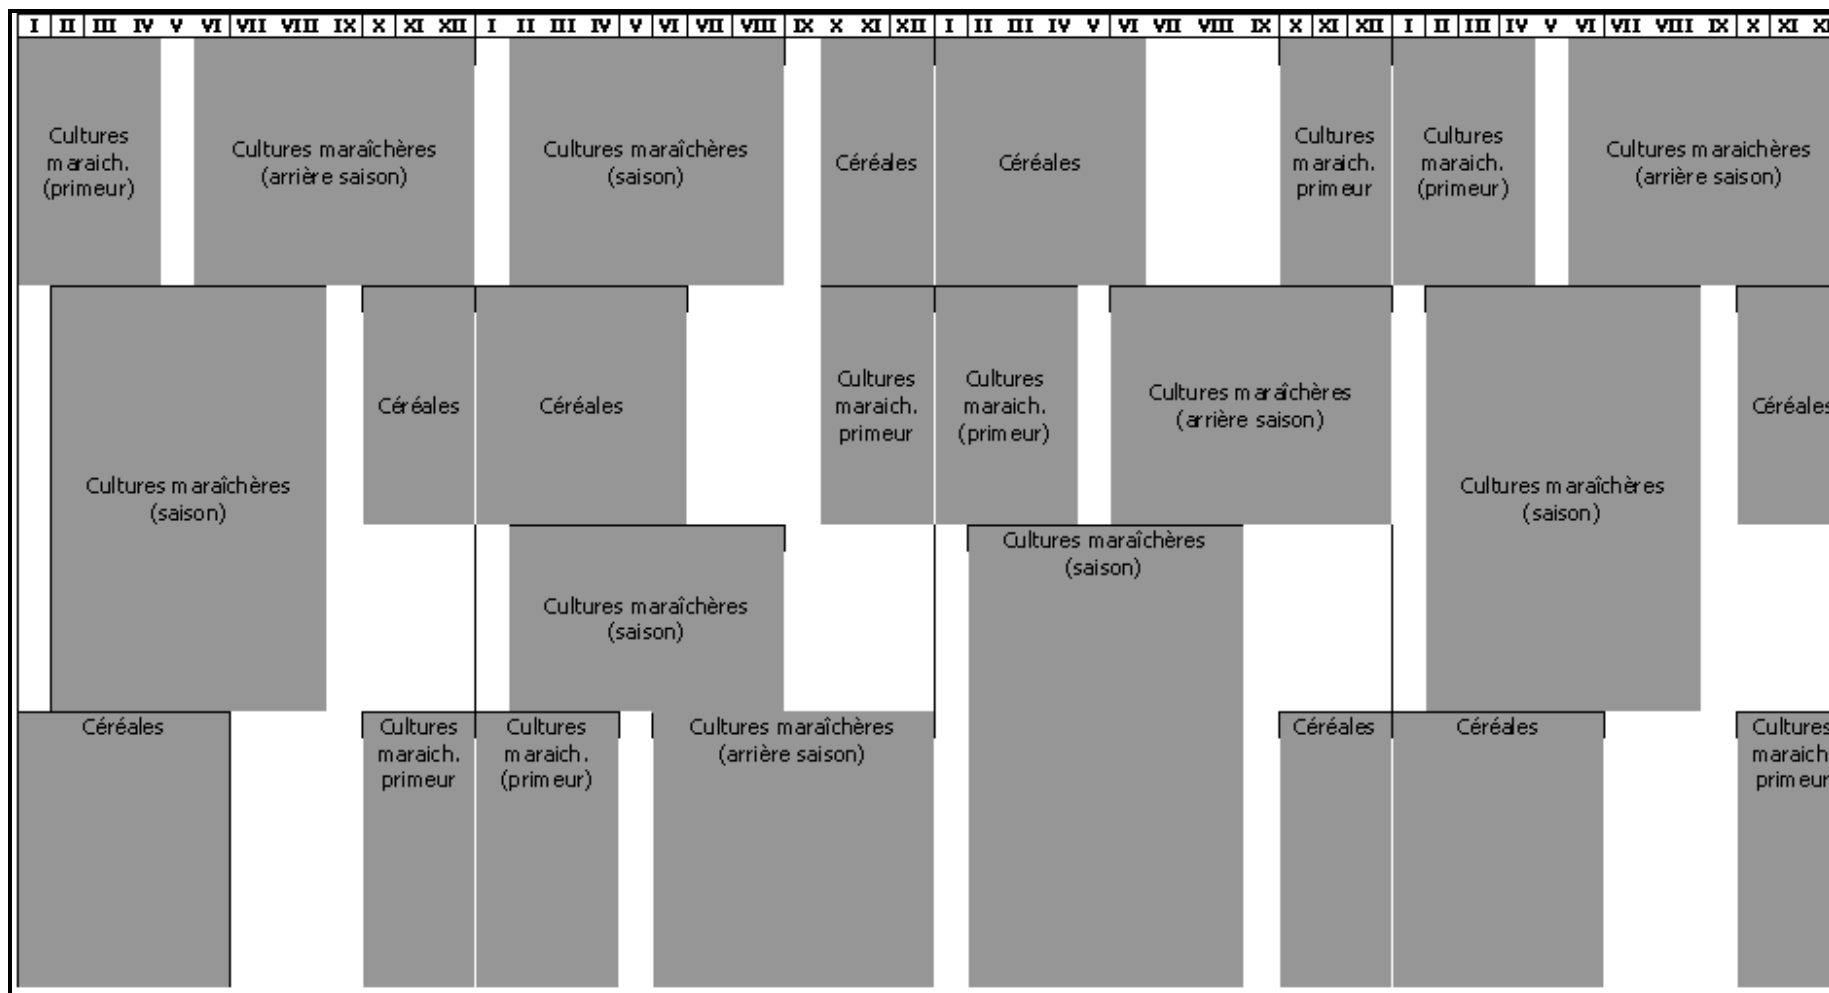 I II III IV V VI VII VIII IX X XI XII I II III IV V VI VII VIII IX X XI XII I II III IV V VI VII VIII IX X XI XII I II III IV V VI VII VIII IX X XI XI
Cultures
maraich.
(primeur)
Cultures maraîchères
(arrière saison)
Cultures maraîchères
(saison)
Céréales
Céréales
Cultures
maraich.
primeur
Cultures
maraich.
(primeur)
Cultures maraichères
(arrière saison)
Cultures maraîchères
(saison)
Céréales
Céréales
Cultures
maraich.
primeur
Cultures
maraich.
(primeur)
Cultures maraîchères
(arrière saison)
Cultures maraîchères
(saison)
Céréales
Cultures maraîchères
(saison)
Cultures maraîchères
(saison)
Céréales
Cultures
maraich.
primeur
Cultures
maraich.
(primeur)
Cultures maraîchères
(arrière saison)
Céréales
Céréales
Cultures
maraich
primeur